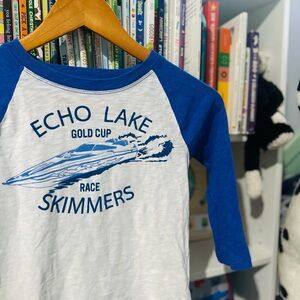 ECHO LAKE
GOLD CUP
RACE
SKIMMERS